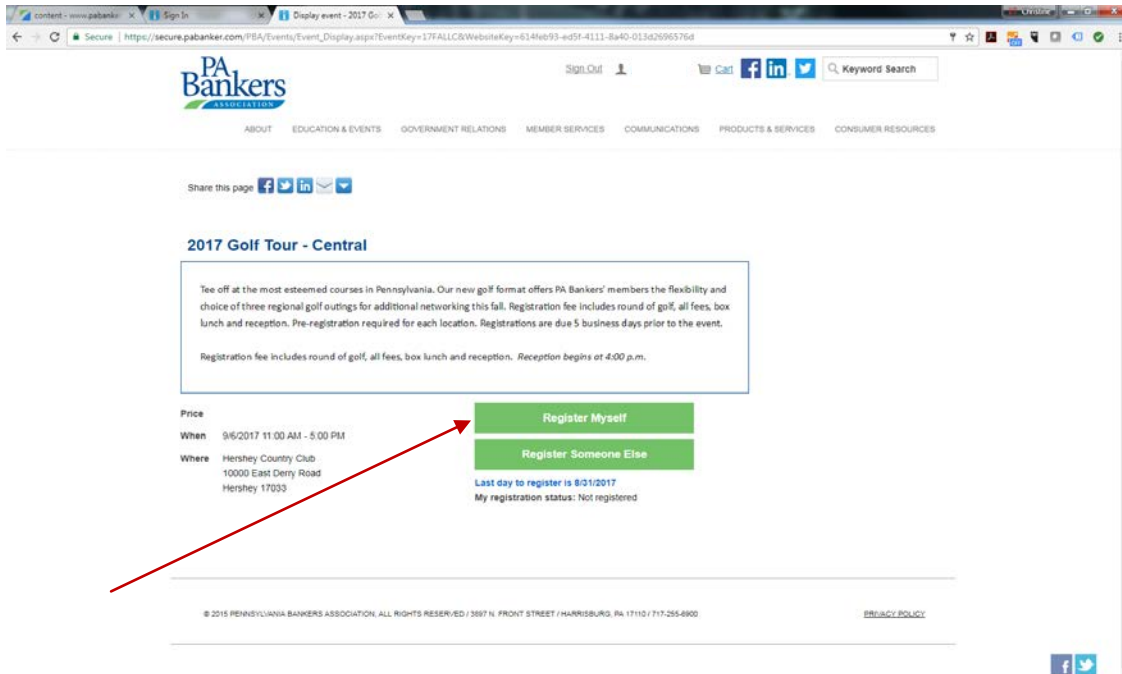 content - www.pabanke
Sign In
Display event - 2017 Go
Christine
Secure | https://secure.pabanker.com/PBA/Events/Event_Display.aspx?EventKey=17FALLC&WebsiteKey=614feb93-ed5f-4111-8a40-013d2696576d
PA
Bankers
ASSOCIATION
Sign Out
Cart
Keyword Search
ABOUT EDUCATION & EVENTS GOVERNMENT RELATIONS MEMBER SERVICES COMMUNICATIONS PRODUCTS & SERVICES CONSUMER RESOURCES
Share this page
2017 Golf Tour - Central
Tee off at the most esteemed courses in Pennsylvania. Our new golf format offers PA Bankers' members the flexibility and
choice of three regional golf outings for additional networking this fall. Registration fee includes round of golf, all fees, box
lunch and reception. Pre-registration required for each location. Registrations are due 5 business days prior to the event.
Registration fee includes round of golf, all fees, box lunch and reception. Reception begins at 4:00 p.m.
Price
When 9/6/2017 11:00 AM - 5:00 PM
Where Hershey Country Club
10000 East Derry Road
Hershey 17033
Register Myself
Register Someone Else
Last day to register is 8/31/2017
My registration status: Not registered
© 2015 PENNSYLVANIA BANKERS ASSOCIATION, ALL RIGHTS RESERVED / 3897 N. FRONT STREET / HARRISBURG, PA 17110 / 717-255-6900
PRIVACY POLICY